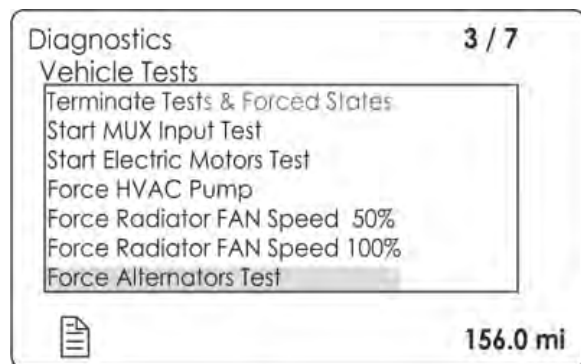 Diagnostics 3 / 7
Vehicle Tests
Terminate Tests & Forced States
Start MUX Input Test
Start Electric Motors Test
Force HVAC Pump
Force Radiator FAN Speed 50%
Force Radiator FAN Speed 100%
Force Alternators Test
156.0 mi